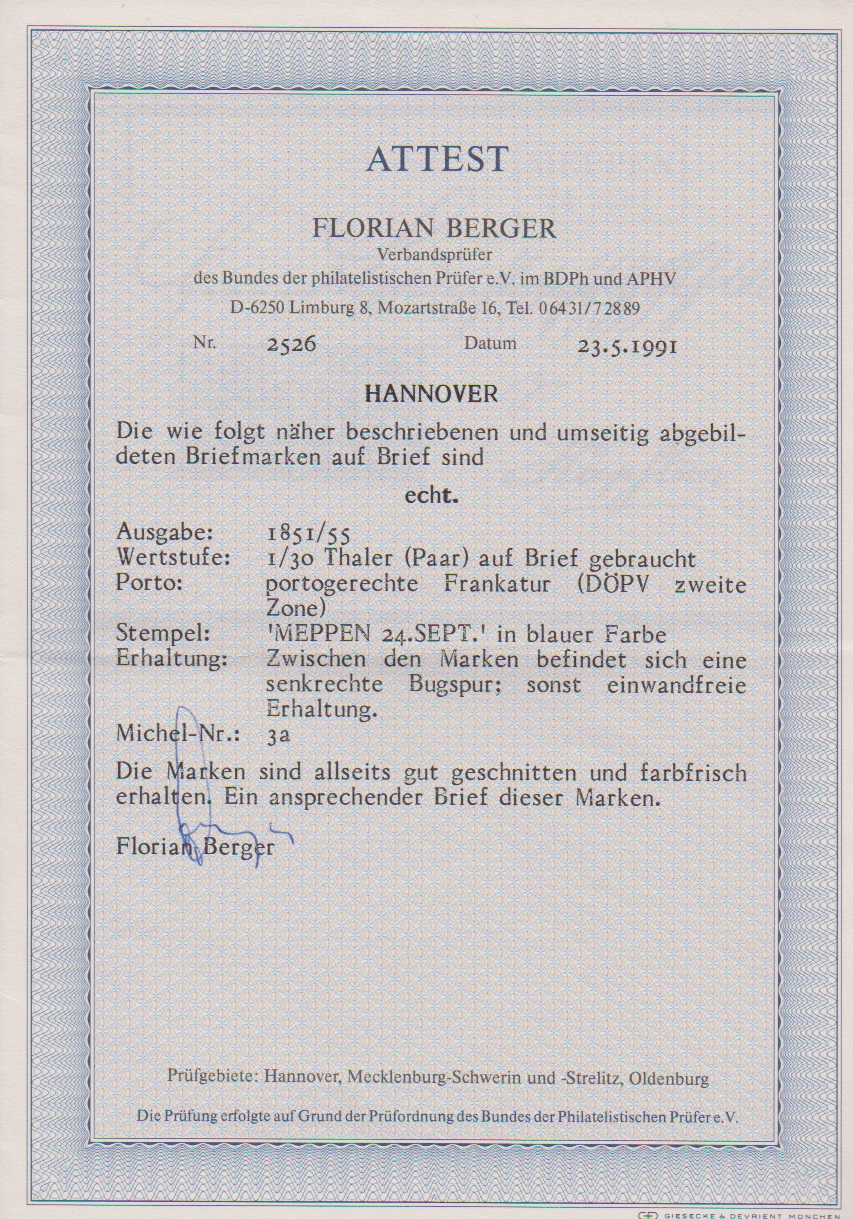 ATTEST
FLORIAN BERGER
Verbandsprüfer
des Bundes der philatelistischen Prüfer e.V. im BDPh und APHV
D-6250 Limburg 8, Mozartstraße 16, Tel. 06431/72889
Nr. 2526 Datum 23.5.1991
HANNOVER
Die wie folgt näher beschriebenen und umseitig abgebil-
deten Briefmarken auf Brief sind
echt.
Ausgabe: 1851/55
Wertstufe: 1/30 Thaler (Paar) auf Brief gebraucht
Porto: portogerechte Frankatur (DÖPV zweite
Zone)
Stempel: 'MEPPEN 24.SEPT.' in blauer Farbe
Erhaltung: Zwischen den Marken befindet sich eine
senkrechte Bugspur; sonst einwandfreie
Erhaltung.
Michel-Nr.: 3a
Die Marken sind allseits gut geschnitten und farbfrisch
erhalten. Ein ansprechender Brief dieser Marken.
Florian Berger
Prüfgebiete: Hannover, Mecklenburg-Schwerin und -Strelitz, Oldenburg
Die Prüfung erfolgte auf Grund der Prüfordnung des Bundes der Philatelistischen Prüfer e.V.
GIESECKE & DEVRIENT MÜNCHEN